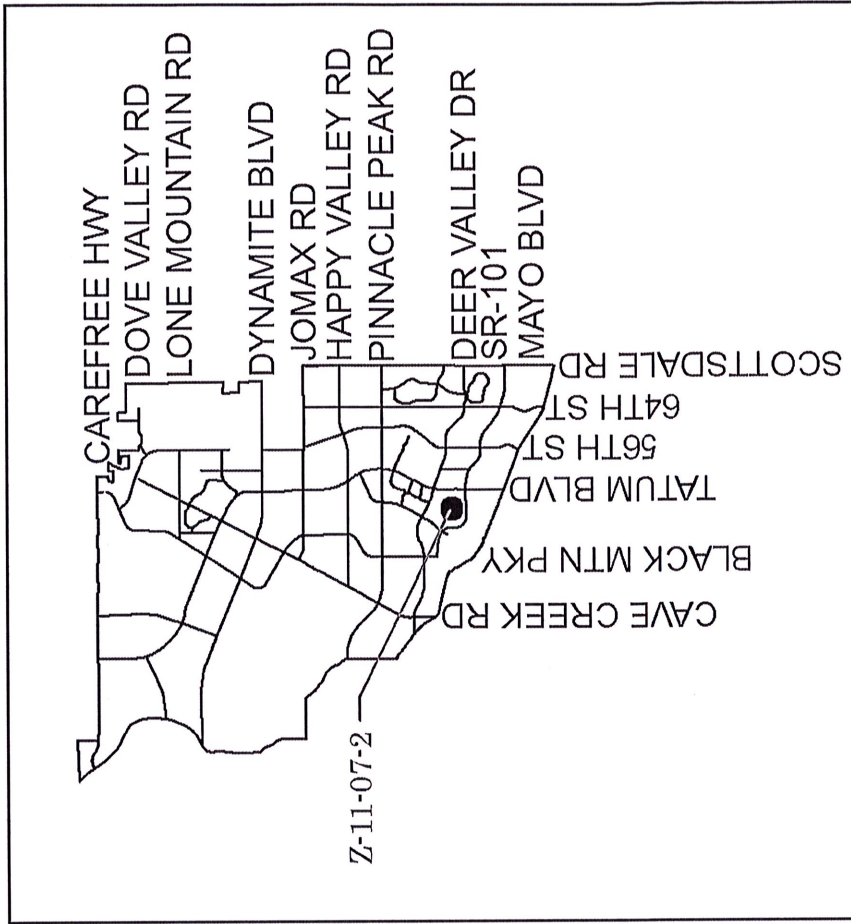 CAREFREE HWY
DOVE VALLEY RD
LONE MOUNTAIN RD
DYNAMITE BLVD
JOMAX RD
HAPPY VALLEY RD
PINNACLE PEAK RD
DEER VALLEY DR
SR-101
MAYO BLVD
SCOTTSDALE RD
64TH ST
56TH ST
TATUM BLVD
BLACK MTN PKY
CAVE CREEK RD
Z-11-07-2